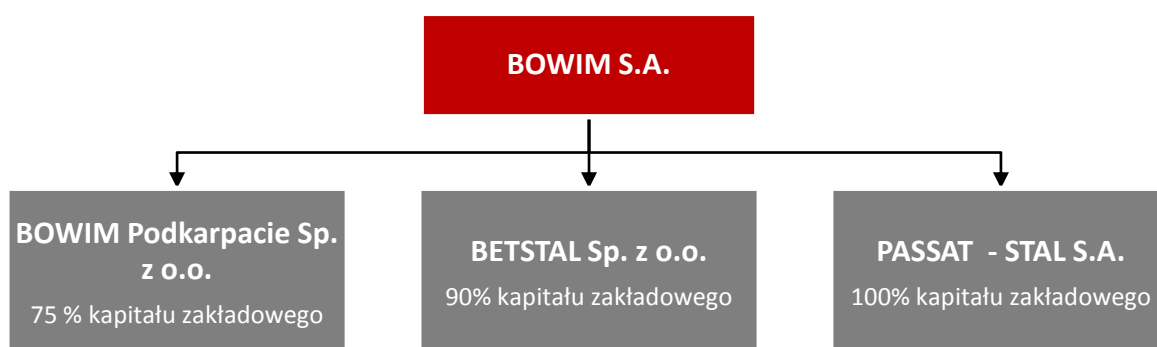 BOWIM S.A.
BOWIM Podkarpacie Sp.
z o.o.
75 % kapitału zakładowego
BETSTAL Sp. z o.o.
90% kapitału zakładowego
PASSAT - STAL S.A.
100% kapitału zakładowego